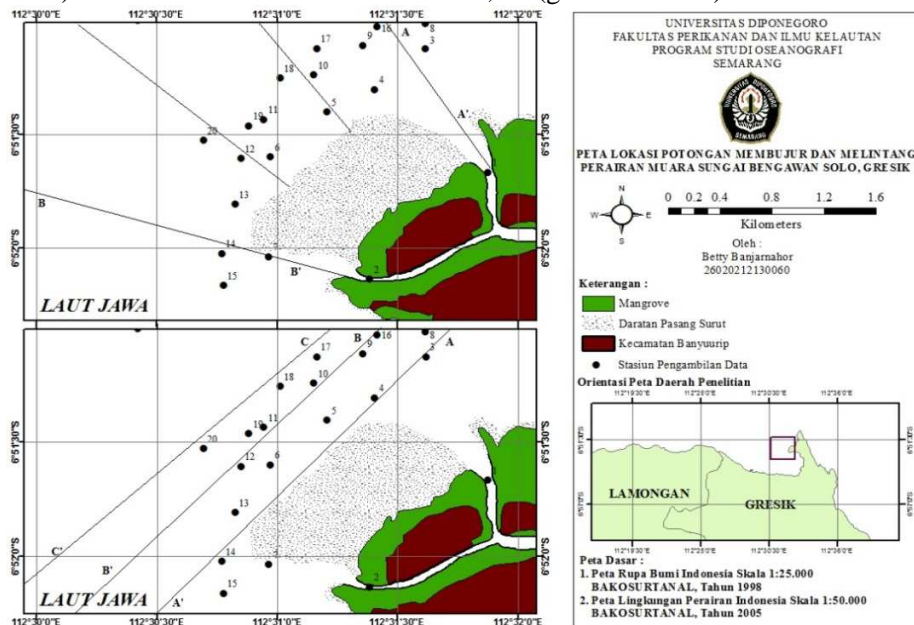 112°30'0"E 112°30'30"E 112°31'0"E 112°31'30"E 112°32'0"E
16 A 8
17 9 3
18 10 4
5
11
19
20 12 6
A'
6°51'30"S
13
B
14
B' 2
15
6°52'0"S
LAUT JAWA
C 17 B 16 8 A
9 3
10
18 4
5
11
19
20 12 6
6°51'30"S
13
14
C' B' 2
15
A'
6°52'0"S
LAUT JAWA
112°30'0"E 112°30'30"E 112°31'0"E 112°31'30"E 112°32'0"E
UNIVERSITAS DIPONEGORO
FAKULTAS PERIKANAN DAN ILMU KELAUTAN
PROGRAM STUDI OSEANOGRAFI
SEMARANG
PETA LOKASI POTONGAN MEMBUJUR DAN MELINTANG
PERAIRAN MUARA SUNGAI BENGAWAN SOLO, GRESIK
N
W E
S
0 0.2 0.4 0.8 1.2 1.6
Kilometers
Oleh :
Betty Banjarnahor
26020212130060
Keterangan :
Mangrove
Daratan Pasang Surut
Kecamatan Banyuurip
Stasiun Pengambilan Data
Orientasi Peta Daerah Penelitian
LAMONGAN
GRESIK
Peta Dasar :
1. Peta Rupa Bumi Indonesia Skala 1:25.000
BAKOSURTANAL, Tahun 1998
2. Peta Lingkungan Perairan Indonesia Skala 1:50.000
BAKOSURTANAL, Tahun 2005